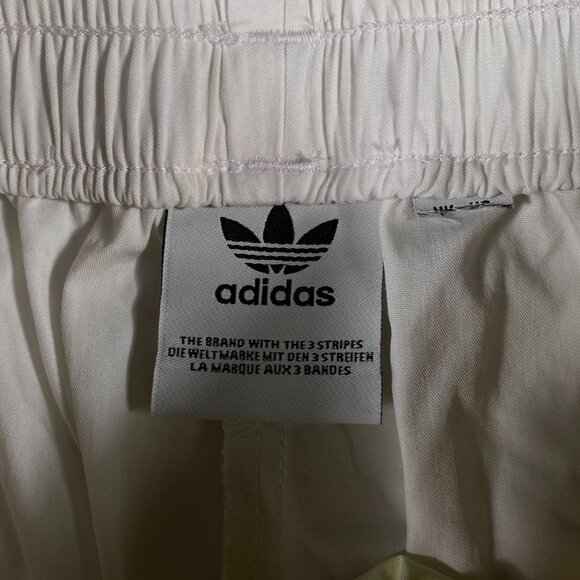 adidas
THE BRAND WITH THE 3 STRIPES
DIE WELTMARKE MIT DEN 3 STREIFEN
LA MARQUE AUX 3 BANDES